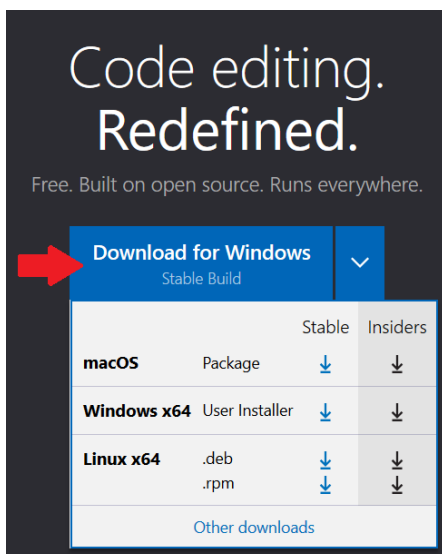 Code editing.
Redefined.
Free. Built on open source. Runs everywhere.
Download for Windows
Stable Build
Stable Insiders
macOS Package
Windows x64 User Installer
Linux x64 .deb
.rpm
Other downloads